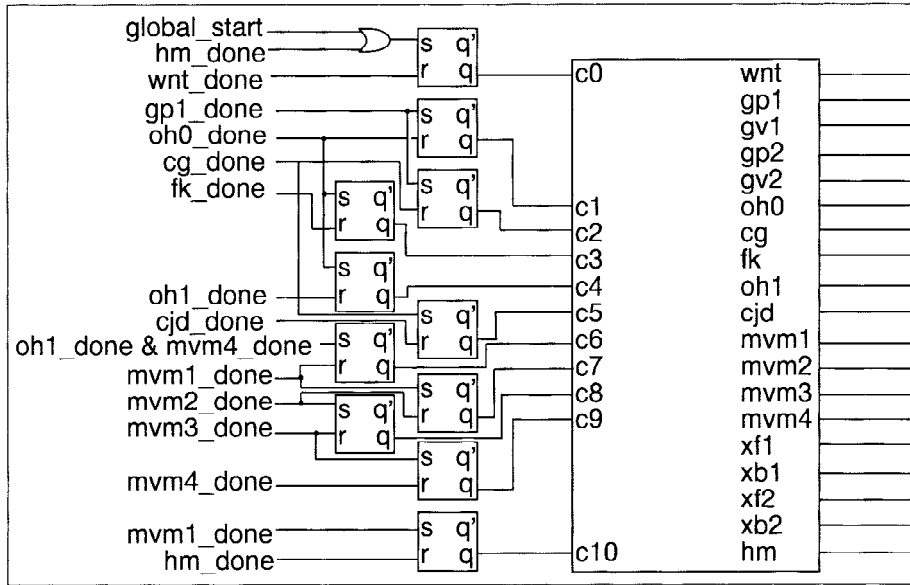 global_start
hm_done
wnt_done
gp1_done
oh0_done
cg_done
fk_done
oh1_done
cjd_done
oh1_done & mvm4_done
mvm1_done
mvm2_done
mvm3_done
mvm4_done
mvm1_done
hm_done
s q'
r q
s q'
r q
s q'
r q
s q'
r q
s q'
r q
s q'
r q
s q'
r q
s q'
r q
s q'
r q
s q'
r q
s q'
r q
c0
c1
c2
c3
c4
c5
c6
c7
c8
c9
c10
wnt
gp1
gv1
gp2
gv2
oh0
cg
fk
oh1
cjd
mvm1
mvm2
mvm3
mvm4
xf1
xb1
xf2
xb2
hm